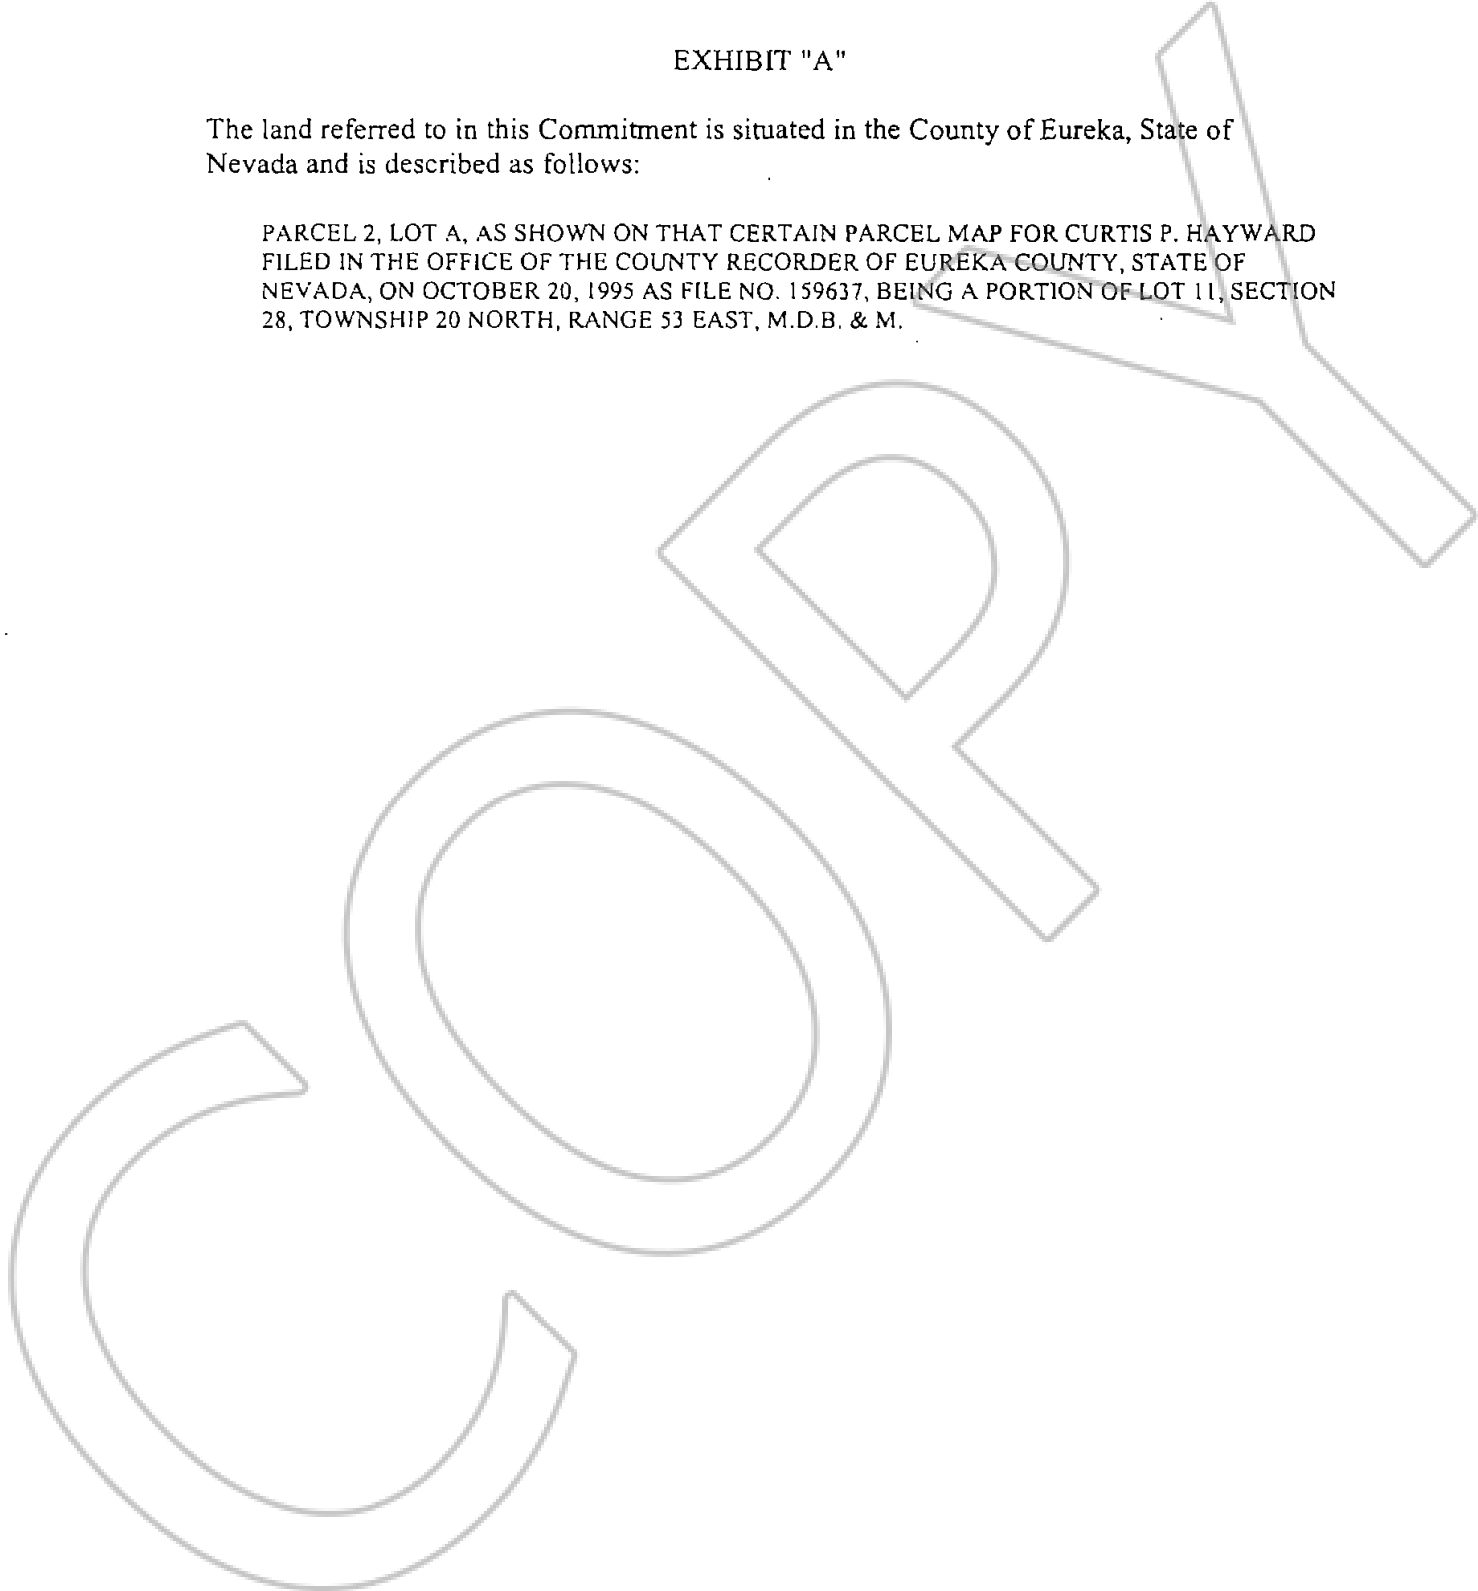 EXHIBIT "A"
The land referred to in this Commitment is situated in the County of Eureka, State of
Nevada and is described as follows:
PARCEL 2, LOT A, AS SHOWN ON THAT CERTAIN PARCEL MAP FOR CURTIS P. HAYWARD
FILED IN THE OFFICE OF THE COUNTY RECORDER OF EUREKA COUNTY, STATE OF
NEVADA, ON OCTOBER 20, 1995 AS FILE NO. 159637, BEING A PORTION OF LOT 11, SECTION
28, TOWNSHIP 20 NORTH, RANGE 53 EAST, M.D.B. & M.
COPY